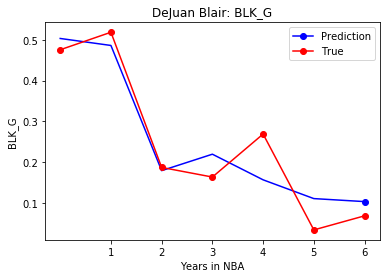 DeJuan Blair: BLK_G
Prediction
True
0.5
0.4
0.3
0.2
0.1
BLK_G
1 2 3 4 5 6
Years in NBA